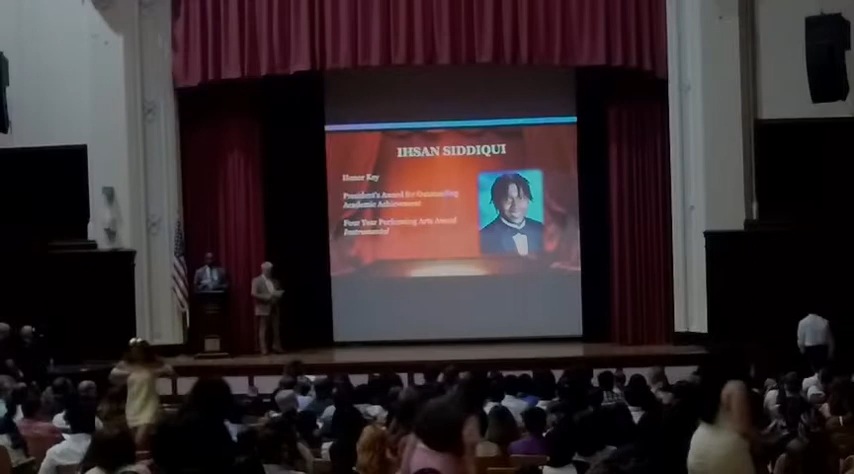 IHSAN SIDDIQUI
Honor Key
President's Award for Outstanding
Academic Achievement
Four Year Performing Arts Award
Instrumental